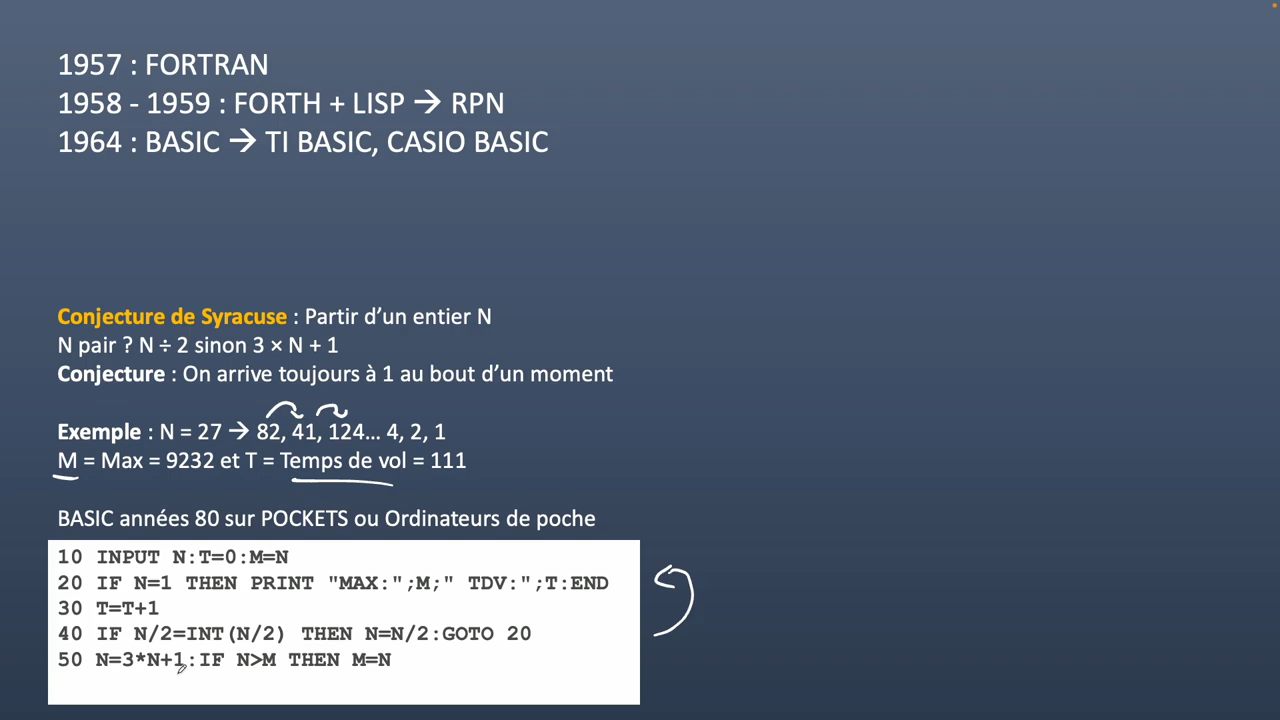 1957 : FORTRAN
1958 - 1959 : FORTH + LISP → RPN
1964 : BASIC → TI BASIC, CASIO BASIC
Conjecture de Syracuse : Partir d’un entier N
N pair ? N ÷ 2 sinon 3 × N + 1
Conjecture : On arrive toujours à 1 au bout d’un moment
Exemple : N = 27 → 82, 41, 124… 4, 2, 1
M = Max = 9232 et T = Temps de vol = 111
BASIC années 80 sur POCKETS ou Ordinateurs de poche
10 INPUT N:T=0:M=N
20 IF N=1 THEN PRINT "MAX:";M;" TDV:";T:END
30 T=T+1
40 IF N/2=INT(N/2) THEN N=N/2:GOTO 20
50 N=3*N+1:IF N>M THEN M=N